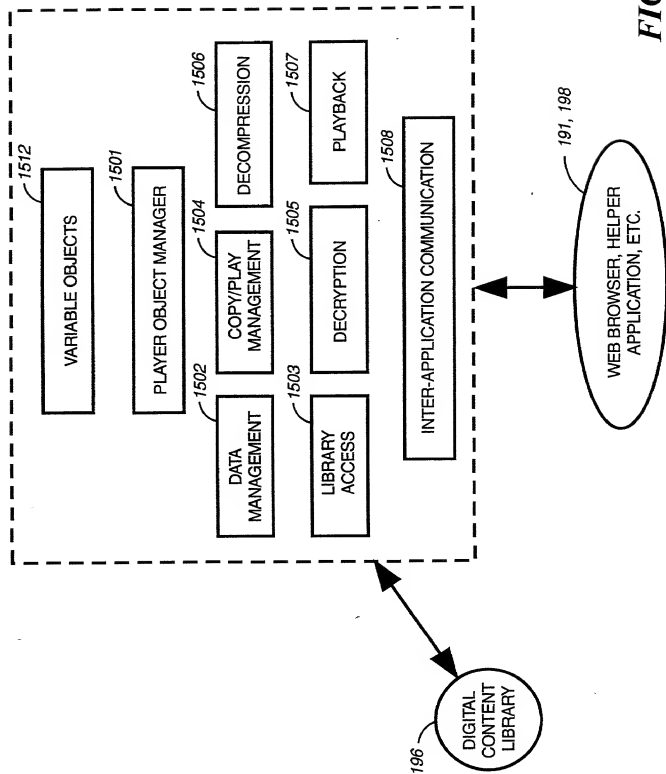 1512
VARIABLE OBJECTS
1501
PLAYER OBJECT MANAGER
1502
DATA
MANAGEMENT
1504
COPY/PLAY
MANAGEMENT
1506
DECOMPRESSION
1503
LIBRARY
ACCESS
1505
DECRYPTION
1507
PLAYBACK
1508
INTER-APPLICATION COMMUNICATION
196
DIGITAL
CONTENT
LIBRARY
191, 198
WEB BROWSER, HELPER
APPLICATION, ETC.
FIG